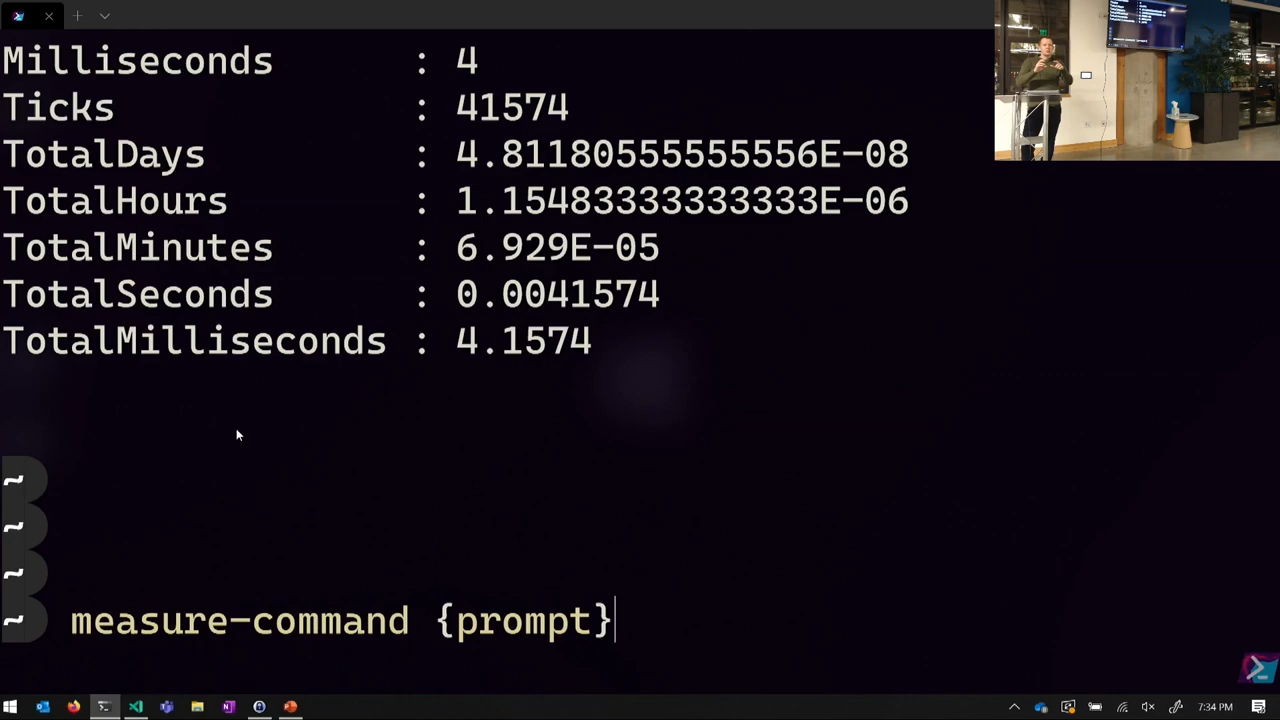 Milliseconds : 4
Ticks : 41574
TotalDays : 4.81180555555556E-08
TotalHours : 1.15483333333333E-06
TotalMinutes : 6.929E-05
TotalSeconds : 0.0041574
TotalMilliseconds : 4.1574
~
~
~
~ measure-command {prompt}
7:34 PM